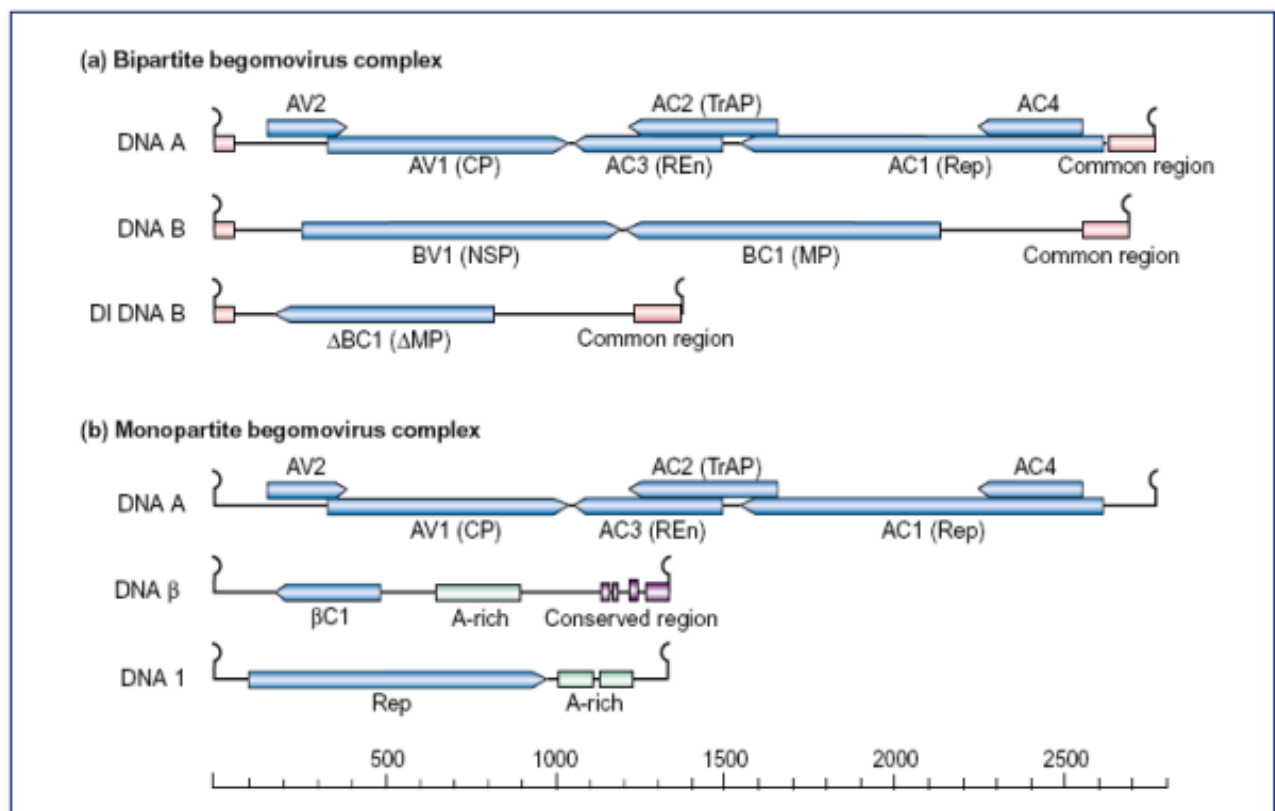 (a) Bipartite begomovirus complex
AV2 AC2 (TrAP) AC4
DNA A
AV1 (CP) AC3 (REn) AC1 (Rep) Common region
DNA B
BV1 (NSP) BC1 (MP) Common region
DI DNA B
ΔBC1 (ΔMP) Common region
(b) Monopartite begomovirus complex
AV2 AC2 (TrAP) AC4
DNA A
AV1 (CP) AC3 (REn) AC1 (Rep)
DNA β
βC1 A-rich Conserved region
DNA 1
Rep A-rich
500 1000 1500 2000 2500